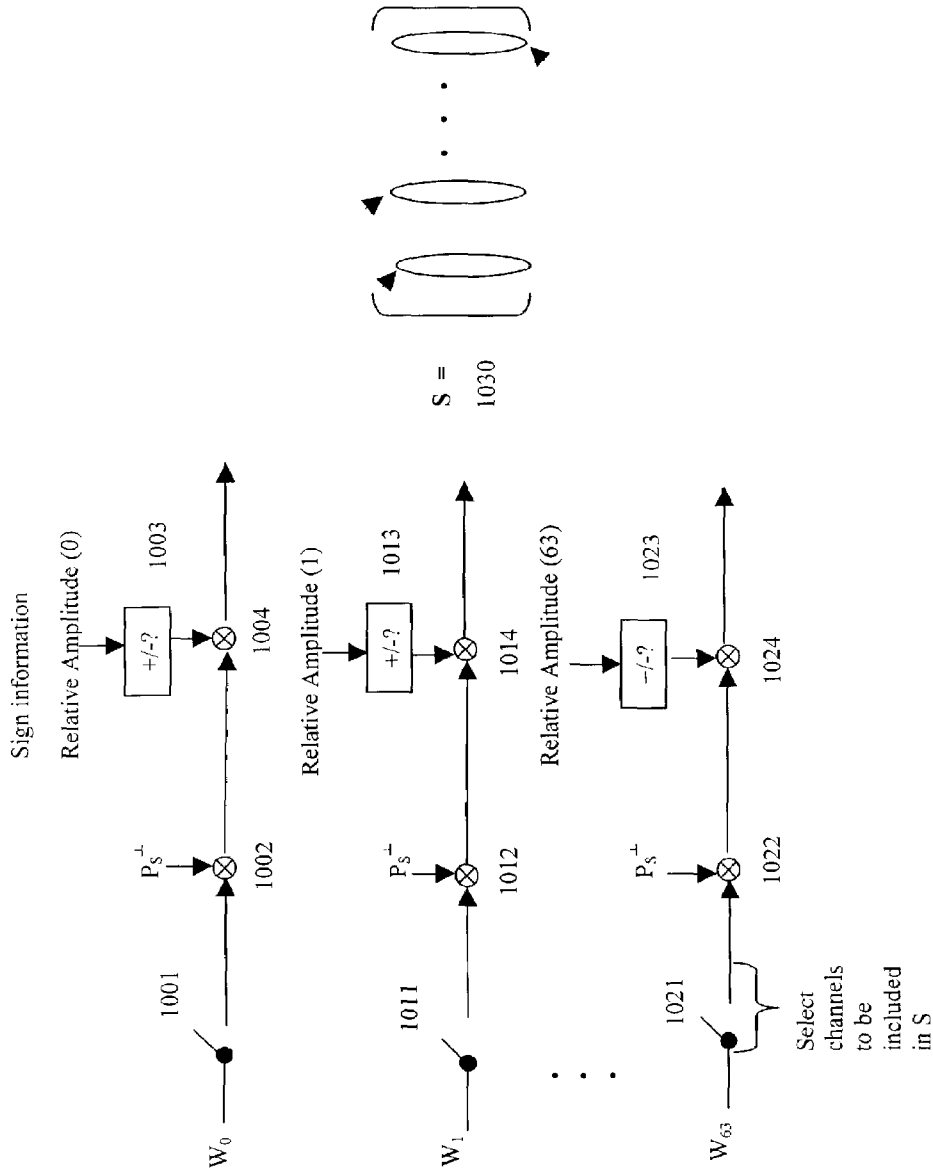 Sign information
Relative Amplitude (0)
1003
+/-?
P_S^⊥
1001
W_0
1002
1004
Relative Amplitude (1)
1013
+/-?
P_S^⊥
1011
W_1
1012
1014
. . .
Relative Amplitude (63)
1023
–/-?
P_S^⊥
1021
W_63
1022
1024
Select
channels
to be
included
in S
S =
1030
. . .